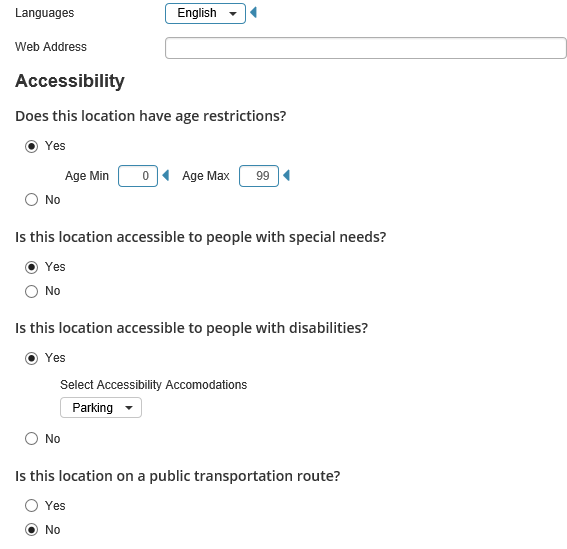 Languages English
Web Address
Accessibility
Does this location have age restrictions?
Yes
Age Min 0 Age Max 99
No
Is this location accessible to people with special needs?
Yes
No
Is this location accessible to people with disabilities?
Yes
Select Accessibility Accomodations
Parking
No
Is this location on a public transportation route?
Yes
No